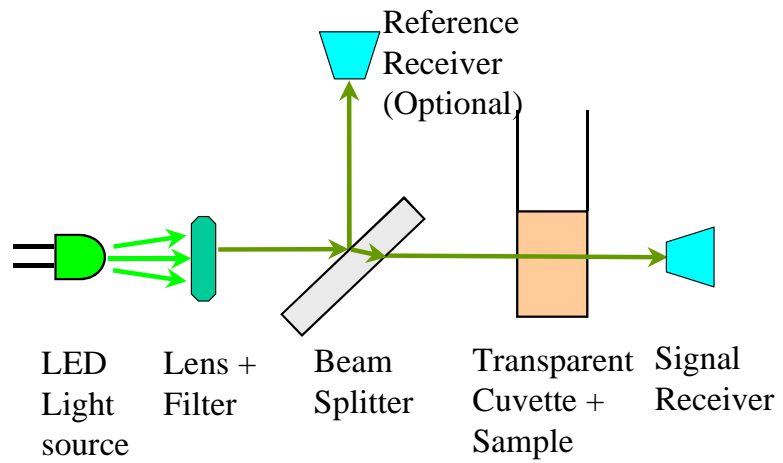 Reference
Receiver
(Optional)
LED
Light
source
Lens +
Filter
Beam
Splitter
Transparent
Cuvette +
Sample
Signal
Receiver